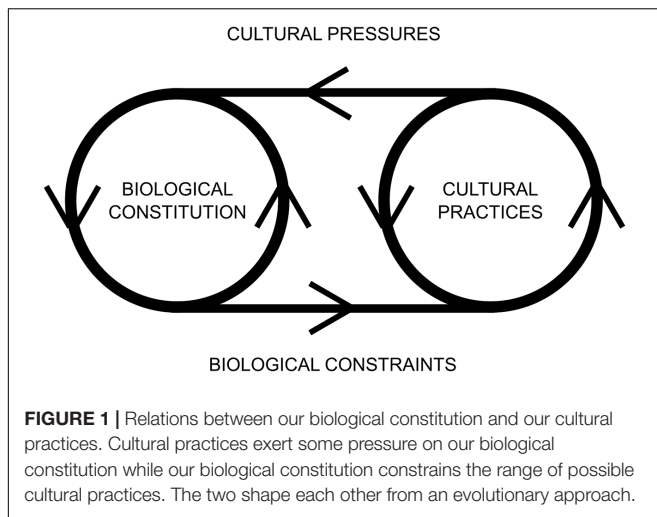 CULTURAL PRESSURES
BIOLOGICAL
CONSTITUTION
CULTURAL
PRACTICES
BIOLOGICAL CONSTRAINTS
FIGURE 1 | Relations between our biological constitution and our cultural
practices. Cultural practices exert some pressure on our biological
constitution while our biological constitution constrains the range of possible
cultural practices. The two shape each other from an evolutionary approach.